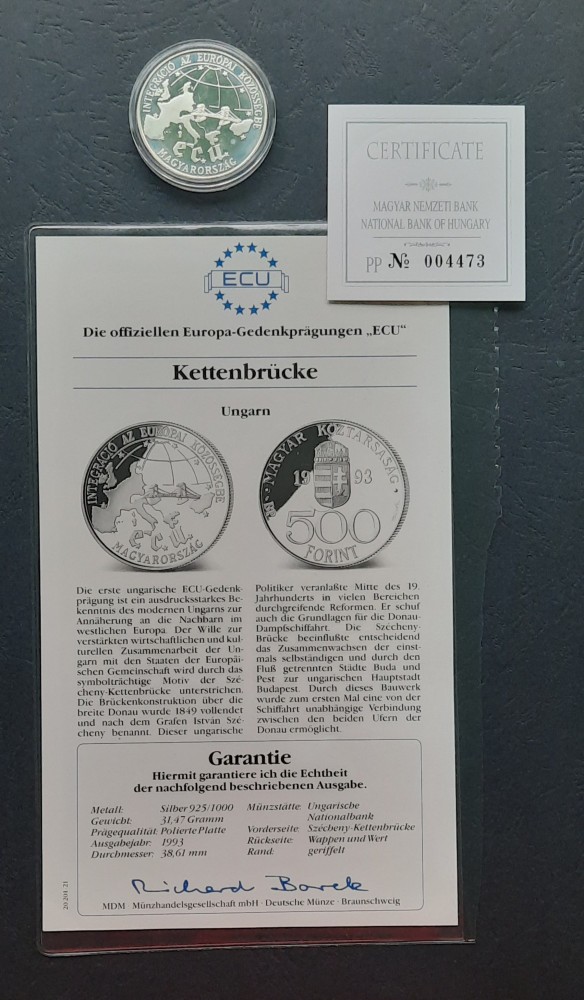 INTEGRÁCIÓ AZ EURÓPAI KÖZÖSSÉGBE
e.c.u.
MAGYARORSZÁG
CERTIFICATE
MAGYAR NEMZETI BANK
NATIONAL BANK OF HUNGARY
PP № 004473
ECU
Die offiziellen Europa-Gedenkprägungen „ECU“
Kettenbrücke
Ungarn
INTEGRÁCIÓ AZ EURÓPAI KÖZÖSSÉGBE
e.c.u.
MAGYARORSZÁG
MAGYAR KÖZTÁRSASÁG
BP.
1993
500
FORINT
Die erste ungarische ECU-Gedenk-
prägung ist ein ausdrucksstarkes Be-
kenntnis des modernen Ungarns zur
Annäherung an die Nachbarn im
westlichen Europa. Der Wille zur
verstärkten wirtschaftlichen und kul-
turellen Zusammenarbeit der Un-
garn mit den Staaten der Europäi-
schen Gemeinschaft wird durch das
symbolträchtige Motiv der Szé-
cheny-Kettenbrücke unterstrichen.
Die Brückenkonstruktion über die
breite Donau wurde 1849 vollendet
und nach dem Grafen István Szé-
cheny benannt. Dieser ungarische
Politiker veranlaßte Mitte des 19.
Jahrhunderts in vielen Bereichen
durchgreifende Reformen. Er schuf
auch die Grundlagen für die Donau-
Dampfschiffahrt. Die Szécheny-
Brücke beeinflußte entscheidend
das Zusammenwachsen der einst-
mals selbständigen und durch den
Fluß getrennten Städte Buda und
Pest zur ungarischen Hauptstadt
Budapest. Durch dieses Bauwerk
wurde zum ersten Mal eine von der
Schiffahrt unabhängige Verbindung
zwischen den beiden Ufern der
Donau ermöglicht.
Garantie
Hiermit garantiere ich die Echtheit
der nachfolgend beschriebenen Ausgabe.
Metall: Silber 925/1000
Gewicht: 31,47 Gramm
Prägequalität: Polierte Platte
Ausgabejahr: 1993
Durchmesser: 38,61 mm
Münzstätte: Ungarische
Nationalbank
Vorderseite: Szécheny-Kettenbrücke
Rückseite: Wappen und Wert
Rand: geriffelt
Richard Borek
MDM Münzhandelsgesellschaft mbH · Deutsche Münze · Braunschweig